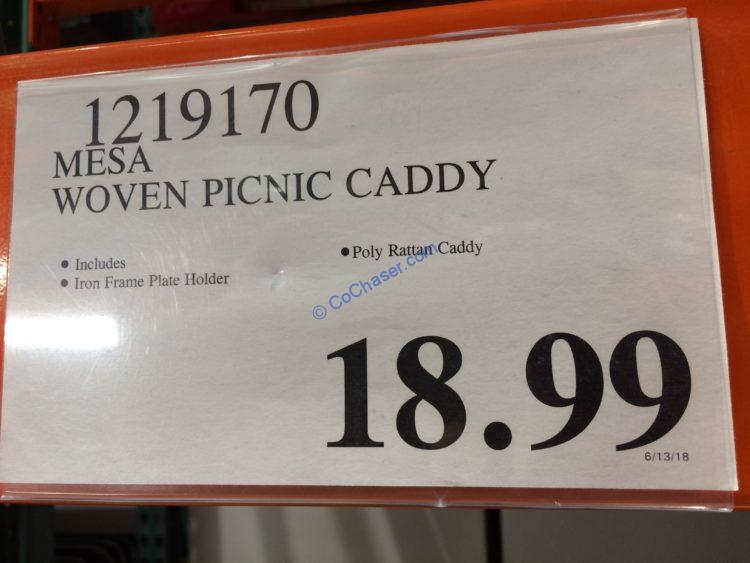 1219170
MESA
WOVEN PICNIC CADDY
• Includes
• Iron Frame Plate Holder
• Poly Rattan Caddy
© CoChaser.com
18.99
6/13/18